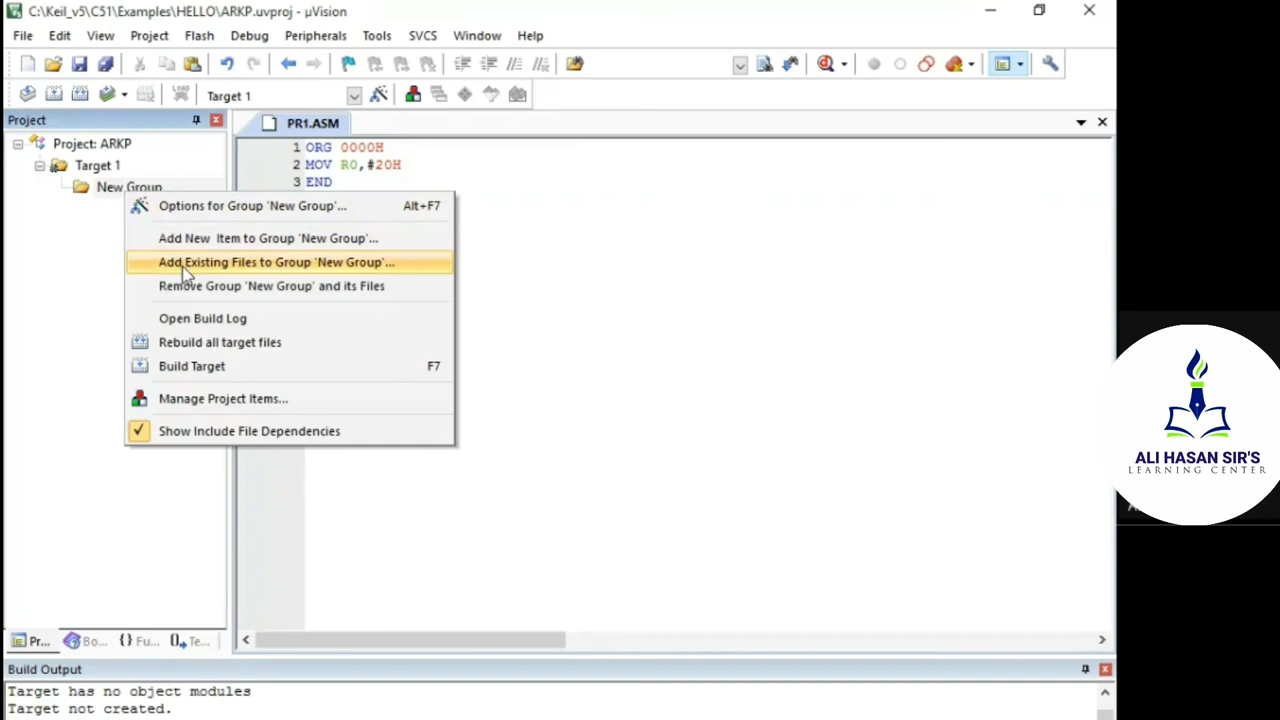 C:\Keil_v5\C51\Examples\HELLO\ARKP.uvproj - µVision
File Edit View Project Flash Debug Peripherals Tools SVCS Window Help
LOAD Target 1
Project
PR1.ASM
Project: ARKP
Target 1
New Group
1 ORG 0000H
2 MOV R0,#20H
3 END
Options for Group 'New Group'... Alt+F7
Add New Item to Group 'New Group'...
Add Existing Files to Group 'New Group'...
Remove Group 'New Group' and its Files
Open Build Log
Rebuild all target files
Build Target F7
Manage Project Items...
Show Include File Dependencies
ALI HASAN SIR'S
LEARNING CENTER
Pr... Bo... {} Fu... Te...
Build Output
Target has no object modules
Target not created.